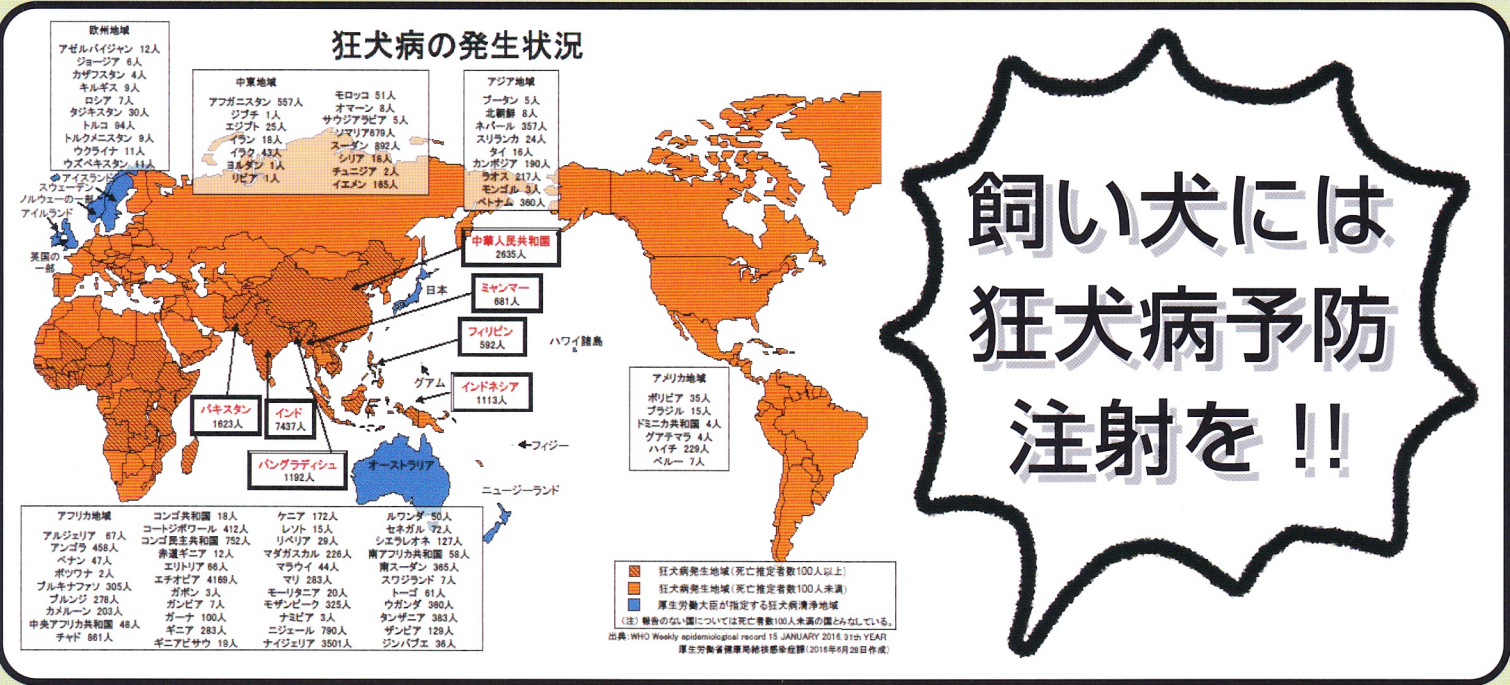 狂犬病の発生状況
欧州地域
アゼルバイジャン 12人
ジョージア 6人
カザフスタン 4人
キルギス 9人
ロシア 7人
タジキスタン 30人
トルコ 94人
トルクメニスタン 9人
ウクライナ 11人
ウズベキスタン 11人
中東地域
アフガニスタン 557人
ジブチ 1人
エジプト 25人
イラン 18人
イラク 43人
ヨルダン 1人
リビア 1人
モロッコ 51人
オマーン 8人
サウジアラビア 5人
ソマリア679人
スーダン 892人
シリア 18人
チュニジア 2人
イエメン 165人
アジア地域
ブータン 5人
北朝鮮 8人
ネパール 357人
スリランカ 24人
タイ 16人
カンボジア 190人
ラオス 217人
モンゴル 3人
ベトナム 360人
アイスランド
スウェーデン
ノルウェーの一部
アイルランド
英国の
一部
中華人民共和国
2635人
ミャンマー
681人
フィリピン
592人
インドネシア
1113人
パキスタン
1623人
インド
7437人
バングラディシュ
1192人
日本
ハワイ諸島
グアム
フィジー
オーストラリア
ニュージーランド
アメリカ地域
ボリビア 35人
ブラジル 15人
ドミニカ共和国 4人
グアテマラ 4人
ハイチ 229人
ペルー 7人
アフリカ地域
アルジェリア 67人
アンゴラ 458人
ベナン 47人
ボツワナ 2人
ブルキナファソ 305人
ブルンジ 278人
カメルーン 203人
中央アフリカ共和国 48人
チャド 861人
コンゴ共和国 18人
コートジボワール 412人
コンゴ民主共和国 752人
赤道ギニア 12人
エリトリア 66人
エチオピア 4169人
ガボン 3人
ガンビア 7人
ガーナ 100人
ギニア 283人
ギニアビサウ 19人
ケニア 172人
レソト 15人
リベリア 29人
マダガスカル 226人
マラウイ 44人
マリ 283人
モーリタニア 20人
モザンビーク 325人
ナミビア 3人
ニジェール 790人
ナイジェリア 3501人
ルワンダ 50人
セネガル 72人
シエラレオネ 127人
南アフリカ共和国 58人
南スーダン 365人
スワジランド 7人
トーゴ 61人
ウガンダ 360人
タンザニア 383人
ザンビア 129人
ジンバブエ 36人
狂犬病発生地域(死亡推定者数100人以上)
狂犬病発生地域(死亡推定者数100人未満)
厚生労働大臣が指定する狂犬病清浄地域
(注) 報告のない国については死亡者数100人未満の国とみなしている。
出典:WHO Weekly epidemiological record 15 JANUARY 2016, 91th YEAR
厚生労働省健康局結核感染症課(2016年6月28日作成)
飼い犬には
狂犬病予防
注射を !!